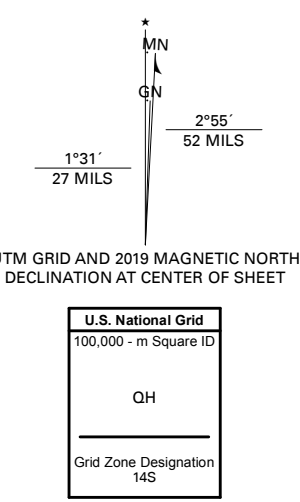 ★
MN
GN
2°55´
52 MILS
1°31´
27 MILS
UTM GRID AND 2019 MAGNETIC NORTH
DECLINATION AT CENTER OF SHEET
U.S. National Grid
100,000 - m Square ID
QH
Grid Zone Designation
14S